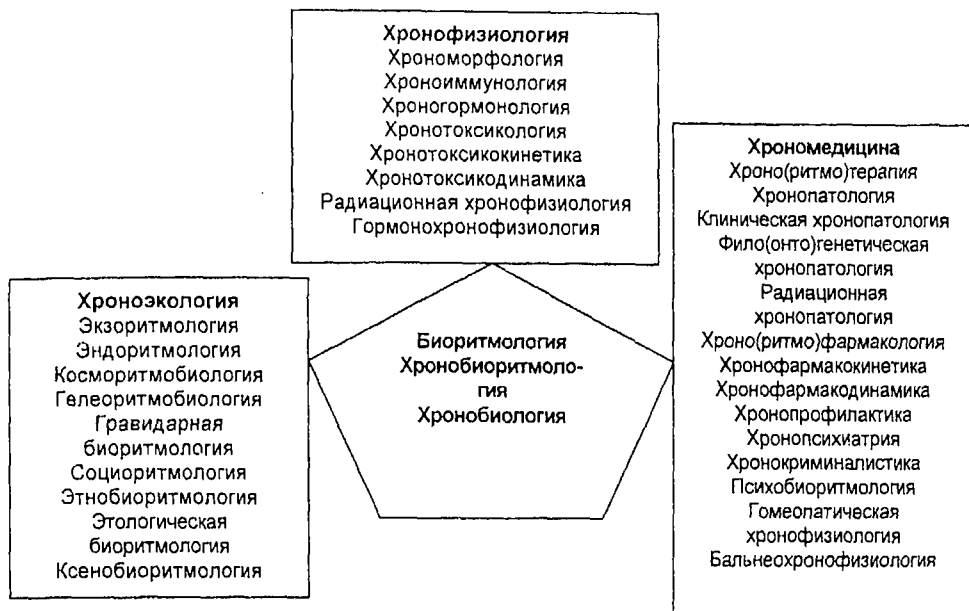 Хронофизиология
Хрономорфология
Хроноиммунология
Хроногормонология
Хронотоксикология
Хронотоксикокинетика
Хронотоксикодинамика
Радиационная хронофизиология
Гормонохронофизиология
Хроноэкология
Экзоритмология
Эндоритмология
Косморитмобиология
Гелеоритмобиология
Гравидарная
биоритмология
Социоритмология
Этнобиоритмология
Этологическая
биоритмология
Ксенобиоритмология
Биоритмология
Хронобиоритмоло-
гия
Хронобиология
Хрономедицина
Хроно(ритмо)терапия
Хронопатология
Клиническая хронопатология
Фило(онто)генетическая
хронопатология
Радиационная
хронопатология
Хроно(ритмо)фармакология
Хронофармакокинетика
Хронофармакодинамика
Хронопрофилактика
Хронопсихиатрия
Хронокриминалистика
Психобиоритмология
Гомеопатическая
хронофизиология
Бальнеохронофизиология